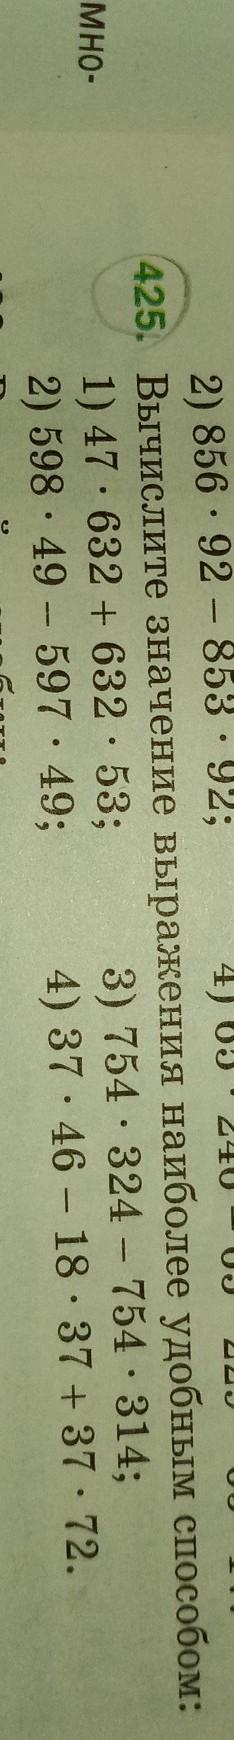 мно-
2) 856 · 92 – 853 · 92;
425. Вычислите значение выражения наиболее удобным способом:
1) 47 · 632 + 632 · 53; 3) 754 · 324 – 754 · 314;
2) 598 · 49 – 597 · 49; 4) 37 · 46 – 18 · 37 + 37 · 72.